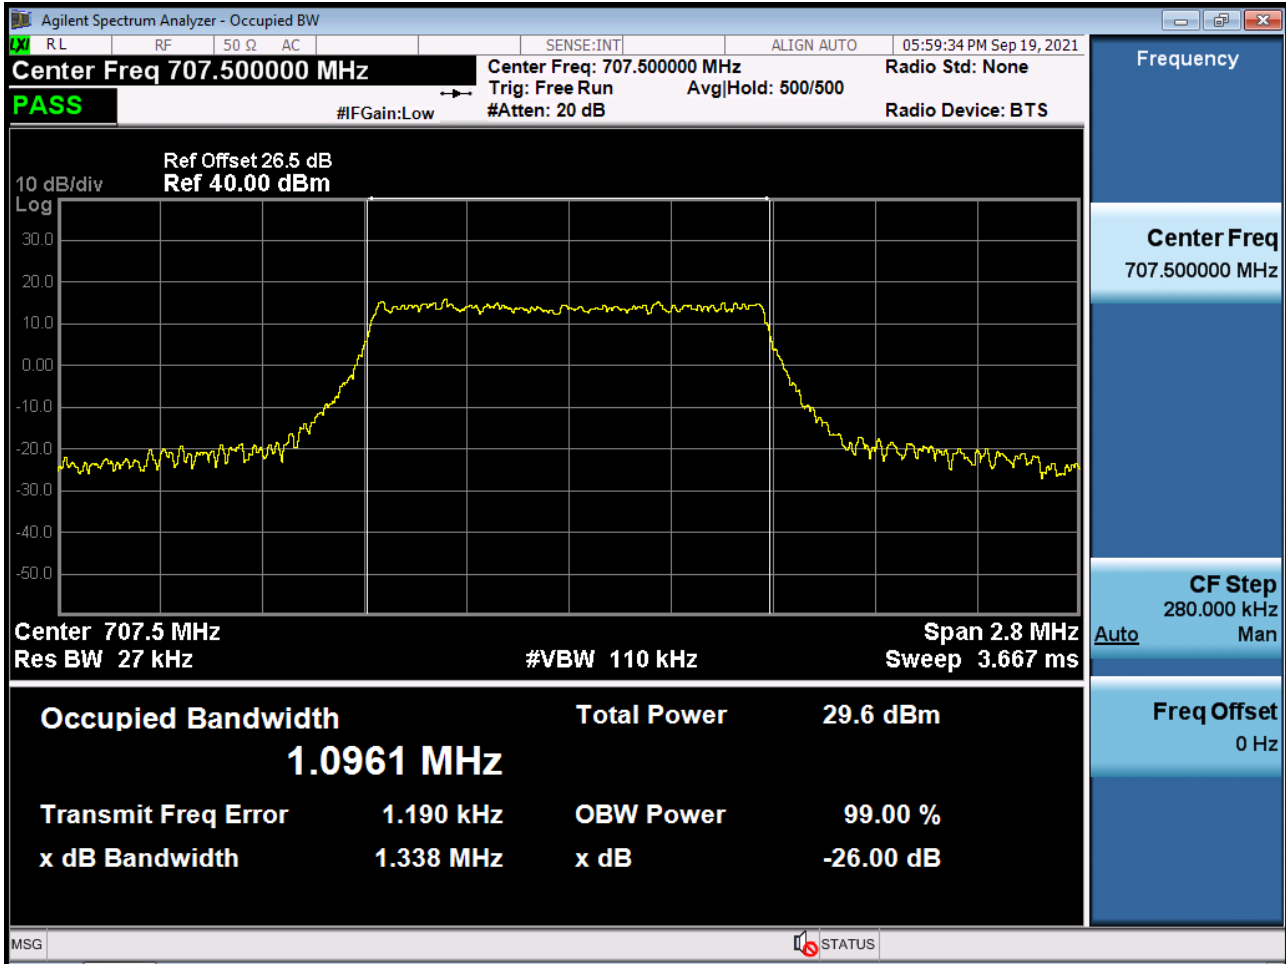 Agilent Spectrum Analyzer - Occupied BW
LXI RL RF 50 Ω AC SENSE:INT ALIGN AUTO 05:59:34 PM Sep 19, 2021
Center Freq 707.500000 MHz
Center Freq: 707.500000 MHz
Radio Std: None
Trig: Free Run Avg|Hold: 500/500
PASS
#IFGain:Low
#Atten: 20 dB
Radio Device: BTS
Ref Offset 26.5 dB
10 dB/div Ref 40.00 dBm
Log
30.0
20.0
10.0
0.00
-10.0
-20.0
-30.0
-40.0
-50.0
Center 707.5 MHz Span 2.8 MHz
Res BW 27 kHz #VBW 110 kHz Sweep 3.667 ms
Occupied Bandwidth Total Power 29.6 dBm
1.0961 MHz
Transmit Freq Error 1.190 kHz OBW Power 99.00 %
x dB Bandwidth 1.338 MHz x dB -26.00 dB
MSG STATUS
Frequency
Center Freq
707.500000 MHz
CF Step
280.000 kHz
Auto Man
Freq Offset
0 Hz